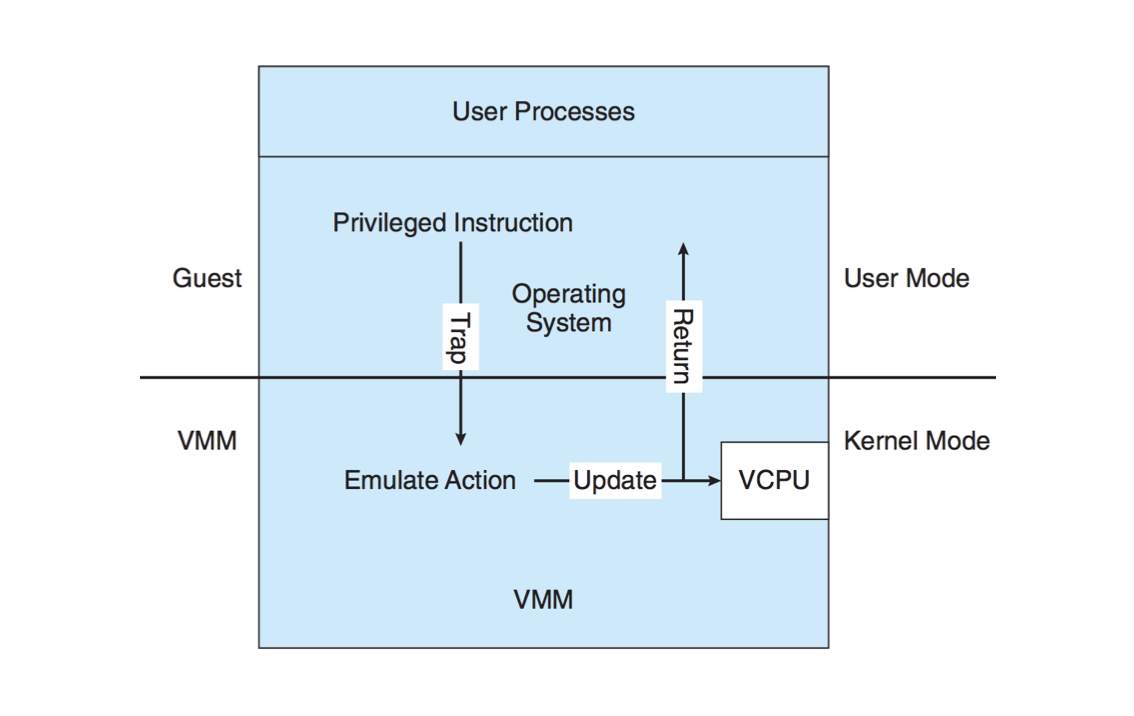 User Processes
Privileged Instruction
Guest
User Mode
Operating
System
Trap
Return
VMM
Kernel Mode
Emulate Action
Update
VCPU
VMM